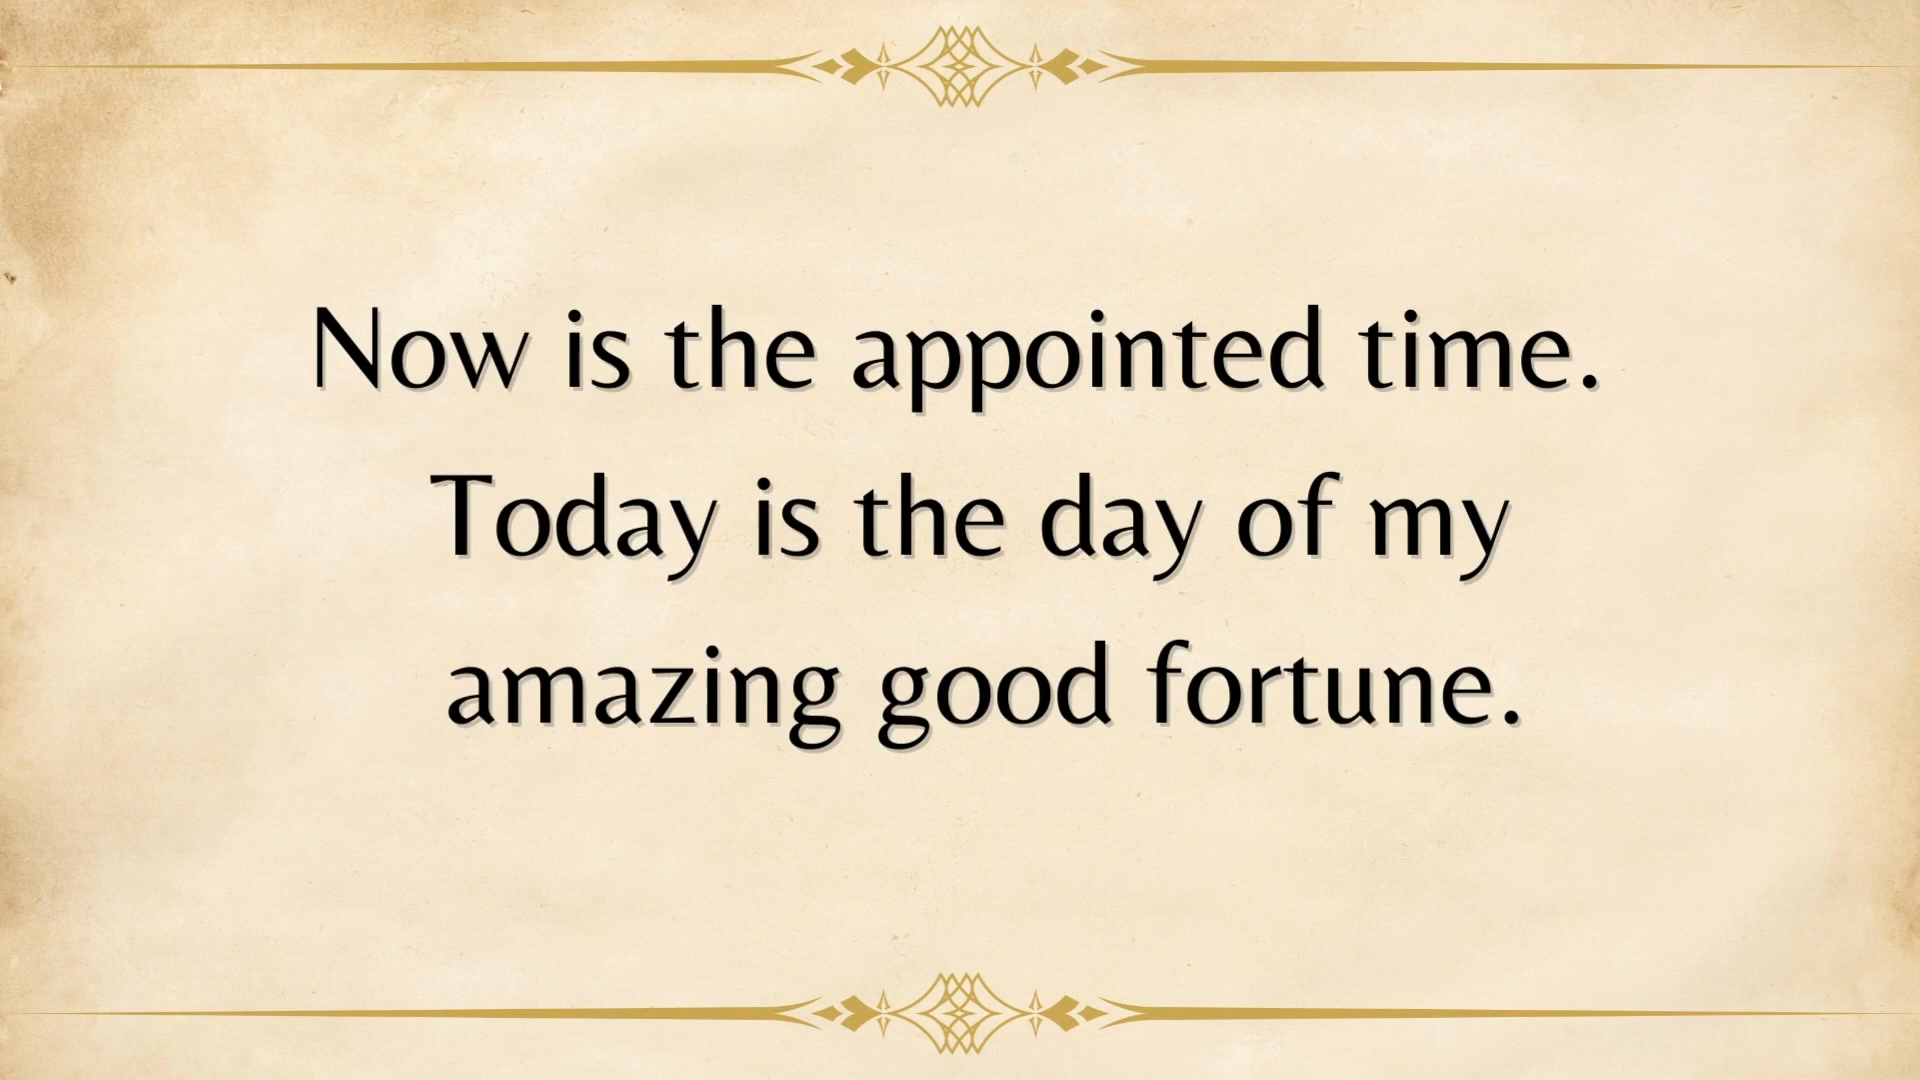 Now is the appointed time.
Today is the day of my
amazing good fortune.